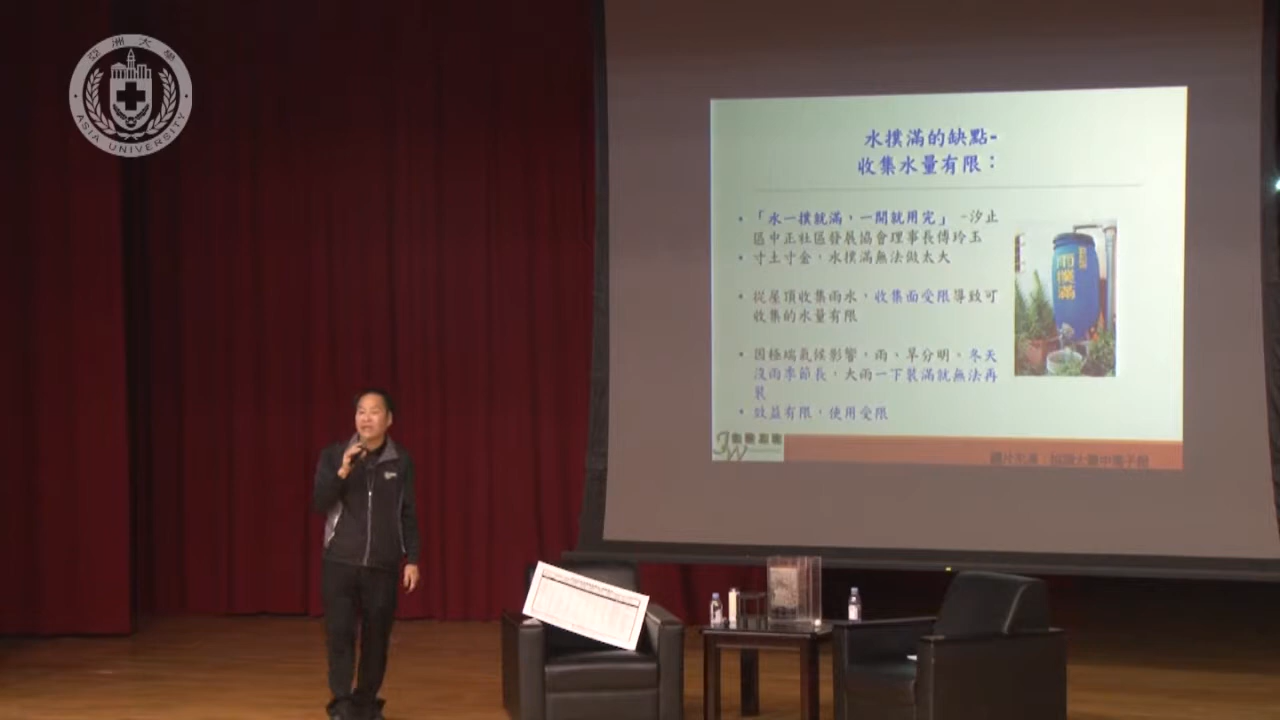 亞洲大學
ASIA UNIVERSITY
水撲滿的缺點-
收集水量有限：
•「水一撲就滿，一開就用完」-汐止
區中正社區發展協會理事長傅玲玉
• 寸土寸金，水撲滿無法做太大
• 從屋頂收集雨水，收集面受限導致可
收集的水量有限
• 因極端氣候影響，雨、旱分明。冬天
沒雨季節長，大雨一下裝滿就無法再
裝
• 效益有限，使用受限
雨撲滿
JW